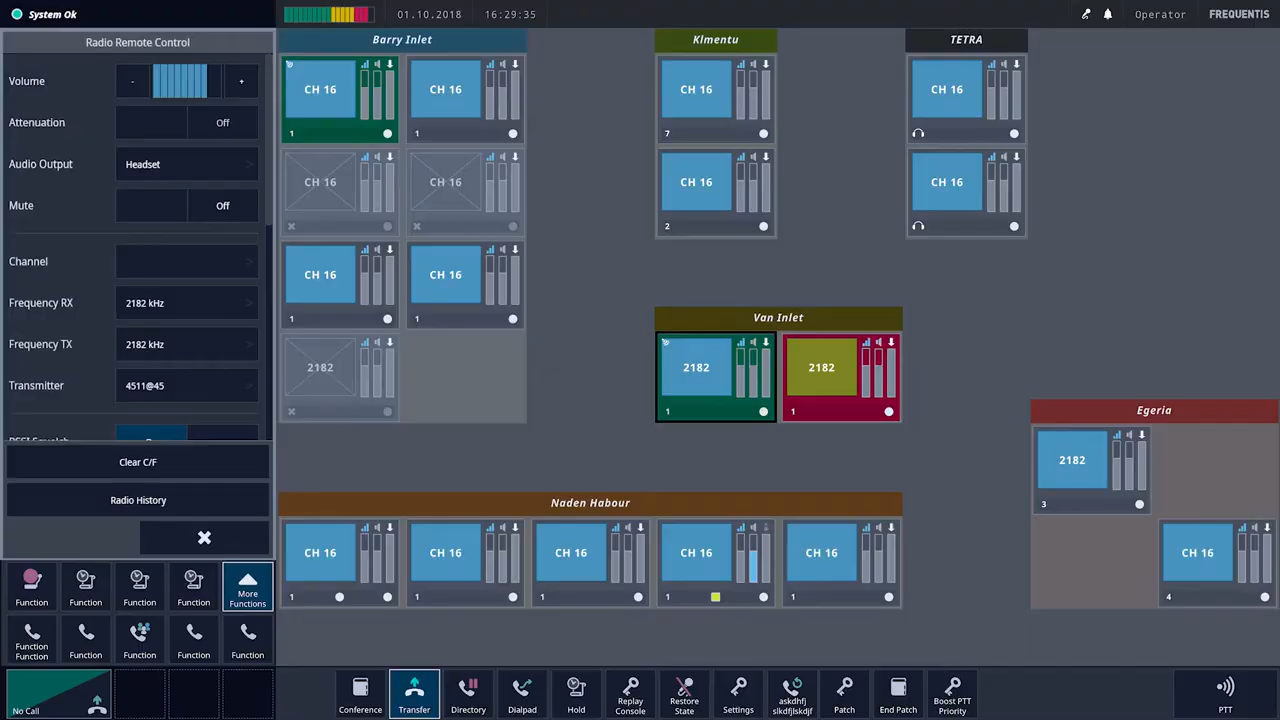 System Ok
01.10.2018
16:29:35
Operator
FREQUENTIS
Radio Remote Control
Volume
-
+
Attenuation
Off
Audio Output
Headset
>
Mute
Off
Channel
>
Frequency RX
2182 kHz
>
Frequency TX
2182 kHz
>
Transmitter
4511@45
>
Clear C/F
Radio History
Function
Function
Function
Function
More
Functions
Function
Function
Function
Function
Function
Function
No Call
Barry Inlet
CH 16
1
CH 16
1
CH 16
CH 16
CH 16
1
CH 16
1
2182
Klmentu
CH 16
7
CH 16
2
TETRA
CH 16
CH 16
Van Inlet
2182
1
2182
1
Egeria
2182
3
CH 16
4
Naden Habour
CH 16
1
CH 16
1
CH 16
1
CH 16
1
CH 16
1
Conference
Transfer
Directory
Dialpad
Hold
Replay
Console
Restore
State
Settings
askdhfj
slkdfjlskdjf
Patch
End Patch
Boost PTT
Priority
PTT